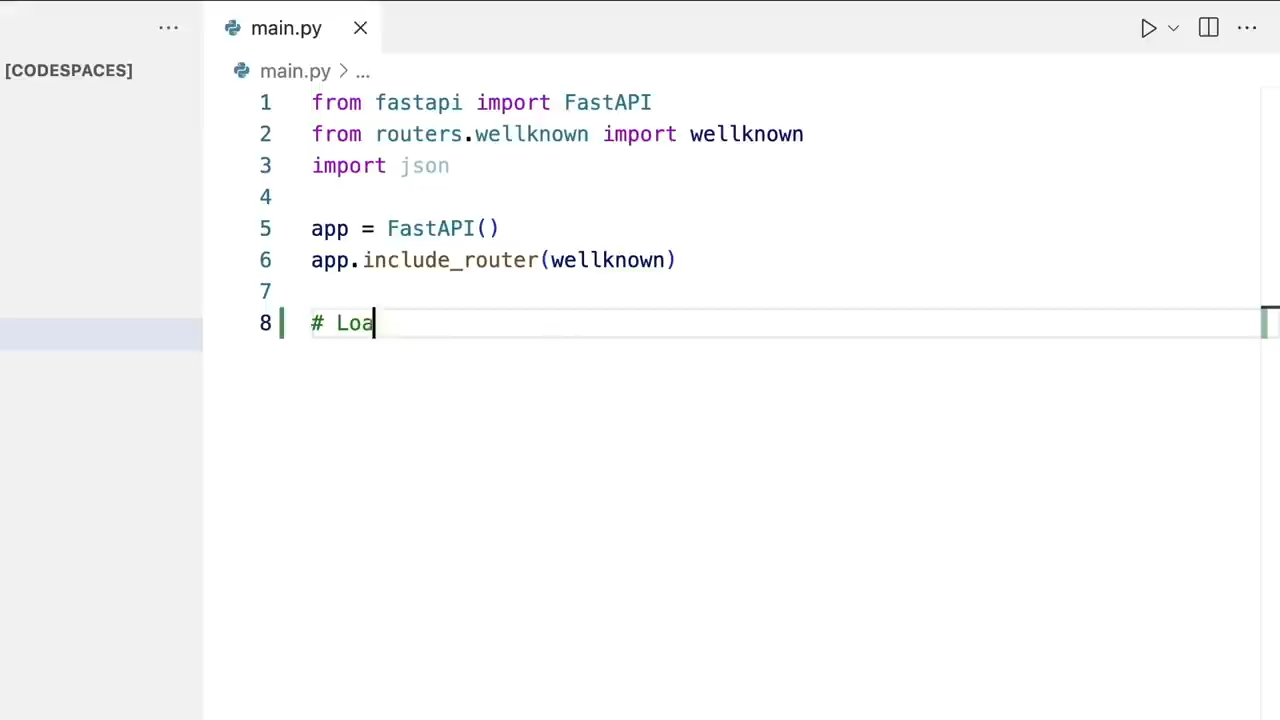 main.py
[CODESPACES]
main.py > ...
1 from fastapi import FastAPI
2 from routers.wellknown import wellknown
3 import json
4
5 app = FastAPI()
6 app.include_router(wellknown)
7
8 # Loa